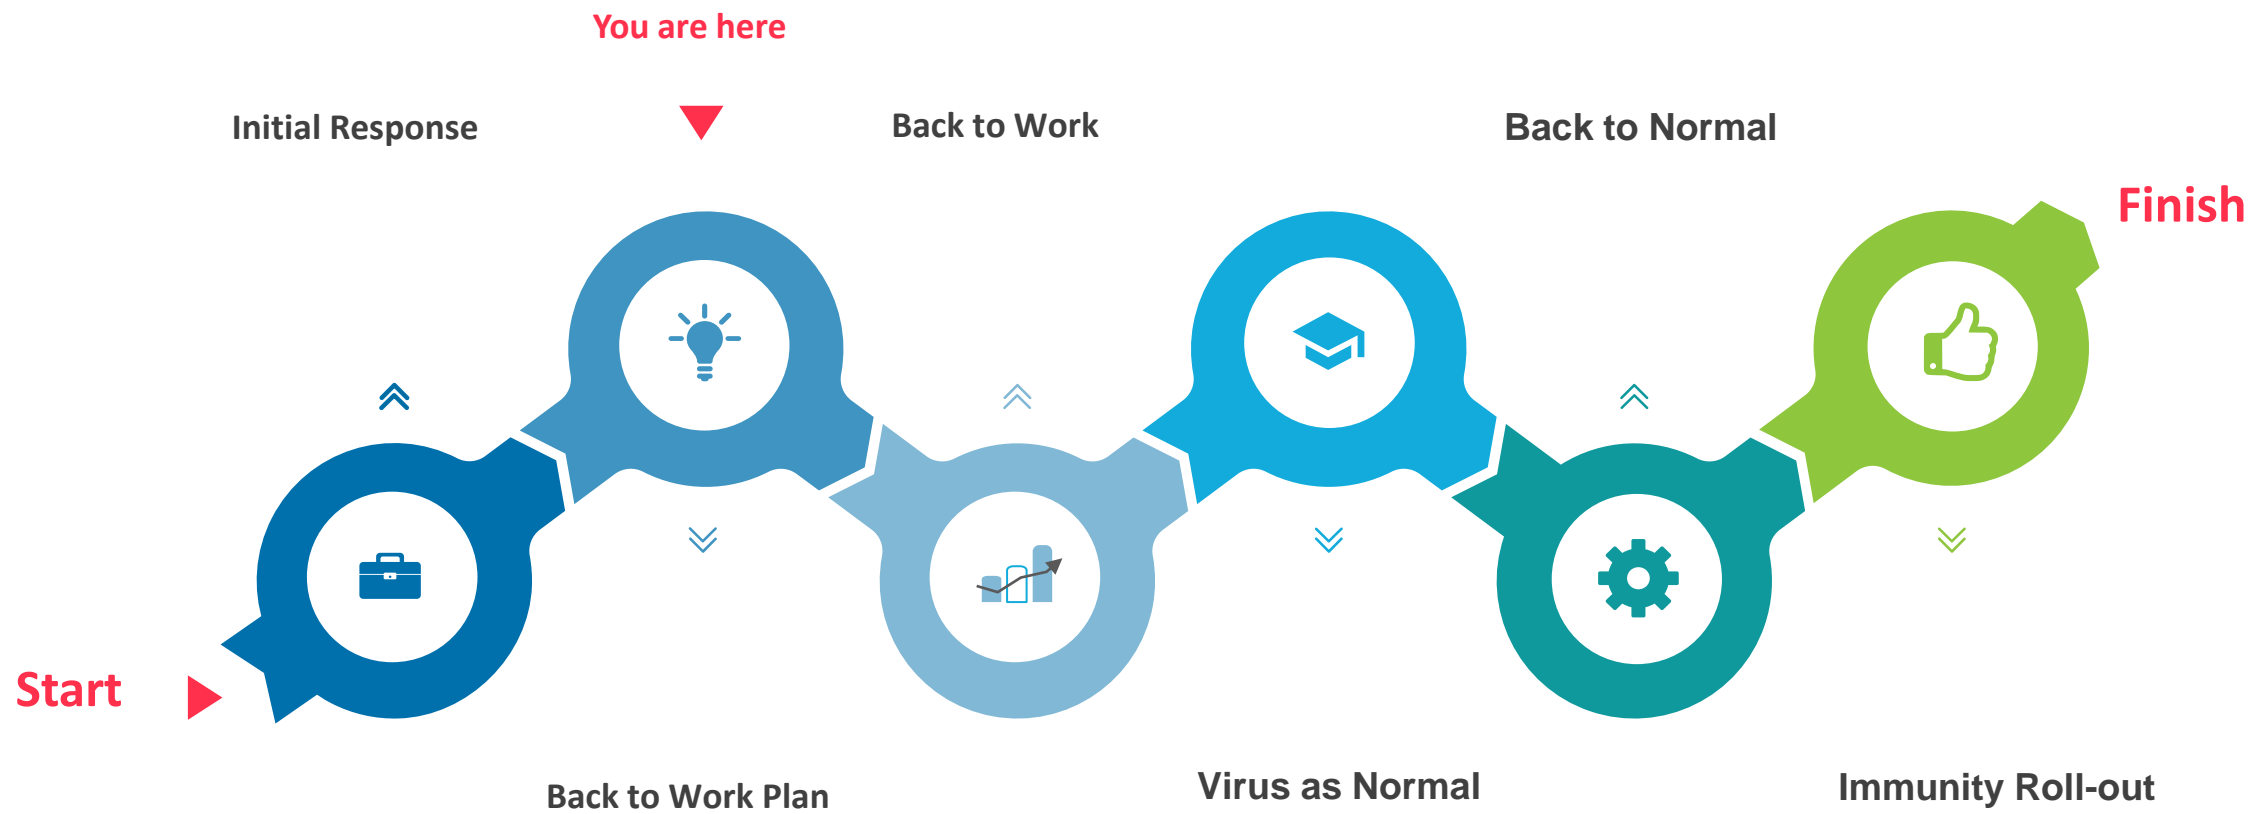 You are here
Initial Response
Back to Work
Back to Normal
Finish
Start
Back to Work Plan
Virus as Normal
Immunity Roll-out